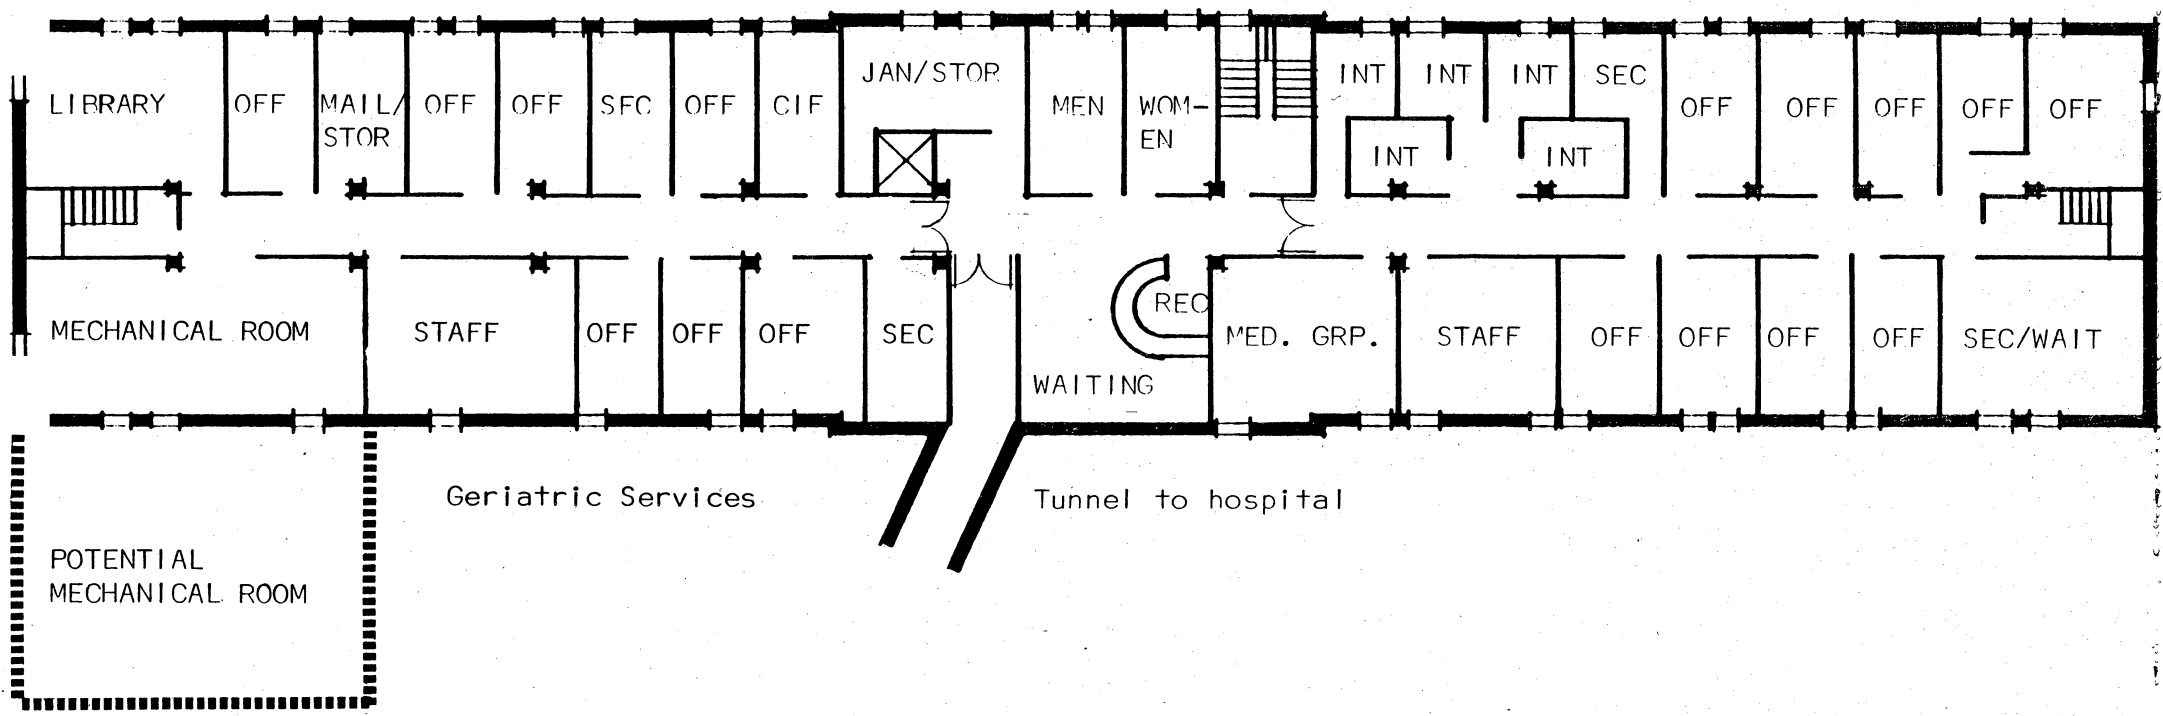 LIBRARY
OFF
MAIL/
STOR
OFF
OFF
SEC
OFF
CIF
JAN/STOR
MEN
WOM-
EN
INT
INT
INT
SEC
INT
INT
OFF
OFF
OFF
OFF
OFF
MECHANICAL ROOM
STAFF
OFF
OFF
OFF
SEC
WAITING
REC
MED. GRP.
STAFF
OFF
OFF
OFF
OFF
SEC/WAIT
Geriatric Services
Tunnel to hospital
POTENTIAL
MECHANICAL ROOM